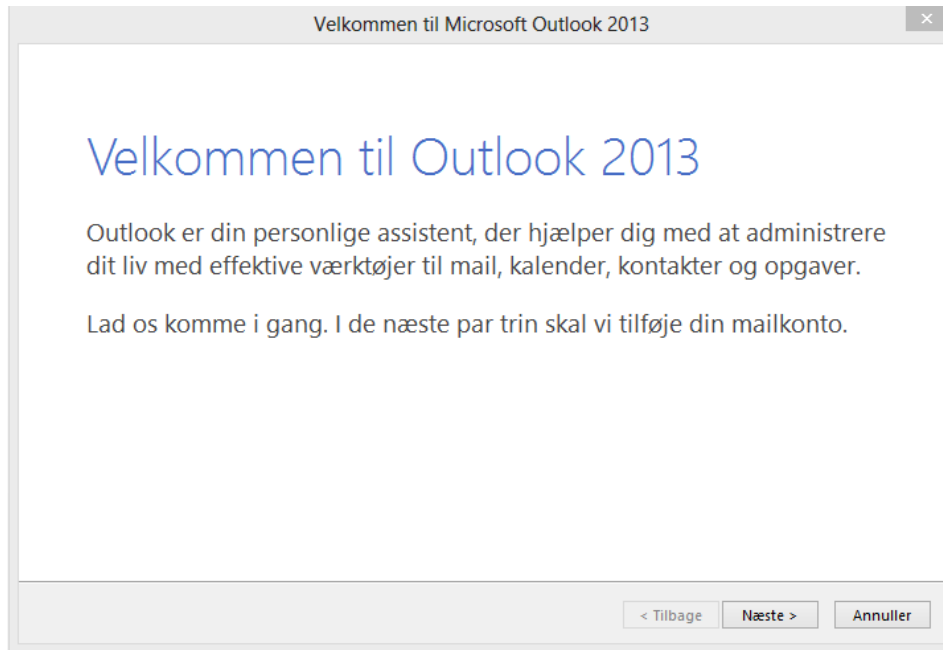 Velkommen til Microsoft Outlook 2013
Velkommen til Outlook 2013
Outlook er din personlige assistent, der hjælper dig med at administrere
dit liv med effektive værktøjer til mail, kalender, kontakter og opgaver.
Lad os komme i gang. I de næste par trin skal vi tilføje din mailkonto.
< Tilbage Næste > Annuller